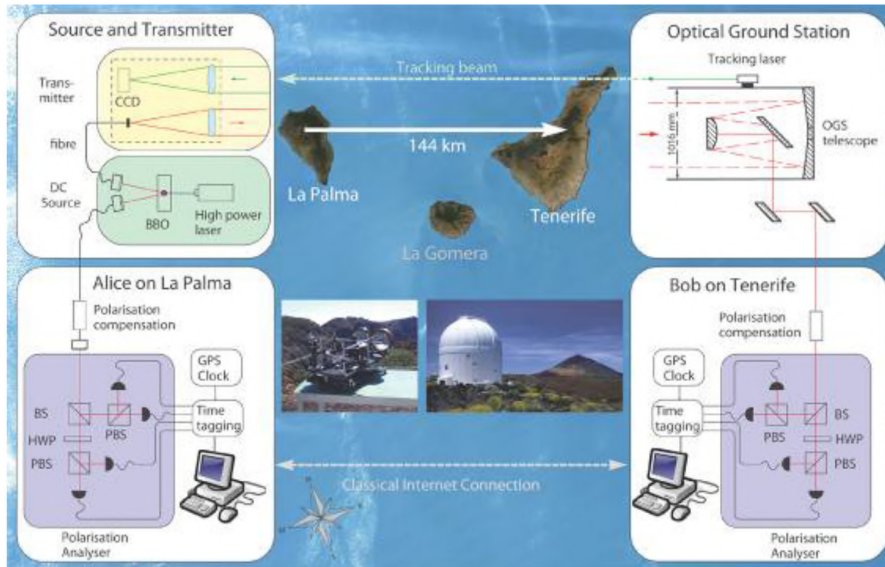 Source and Transmitter
Trans-
mitter
CCD
fibre
DC
Source
BBO
High power
laser
Tracking beam
144 km
La Palma
Tenerife
La Gomera
Optical Ground Station
Tracking laser
1016 mm
OGS
telescope
Alice on La Palma
Polarisation
compensation
GPS
Clock
BS
PBS
Time
tagging
HWP
PBS
Polarisation
Analyser
Classical Internet Connection
Bob on Tenerife
Polarisation
compensation
GPS
Clock
Time
tagging
BS
PBS
HWP
PBS
Polarisation
Analyser